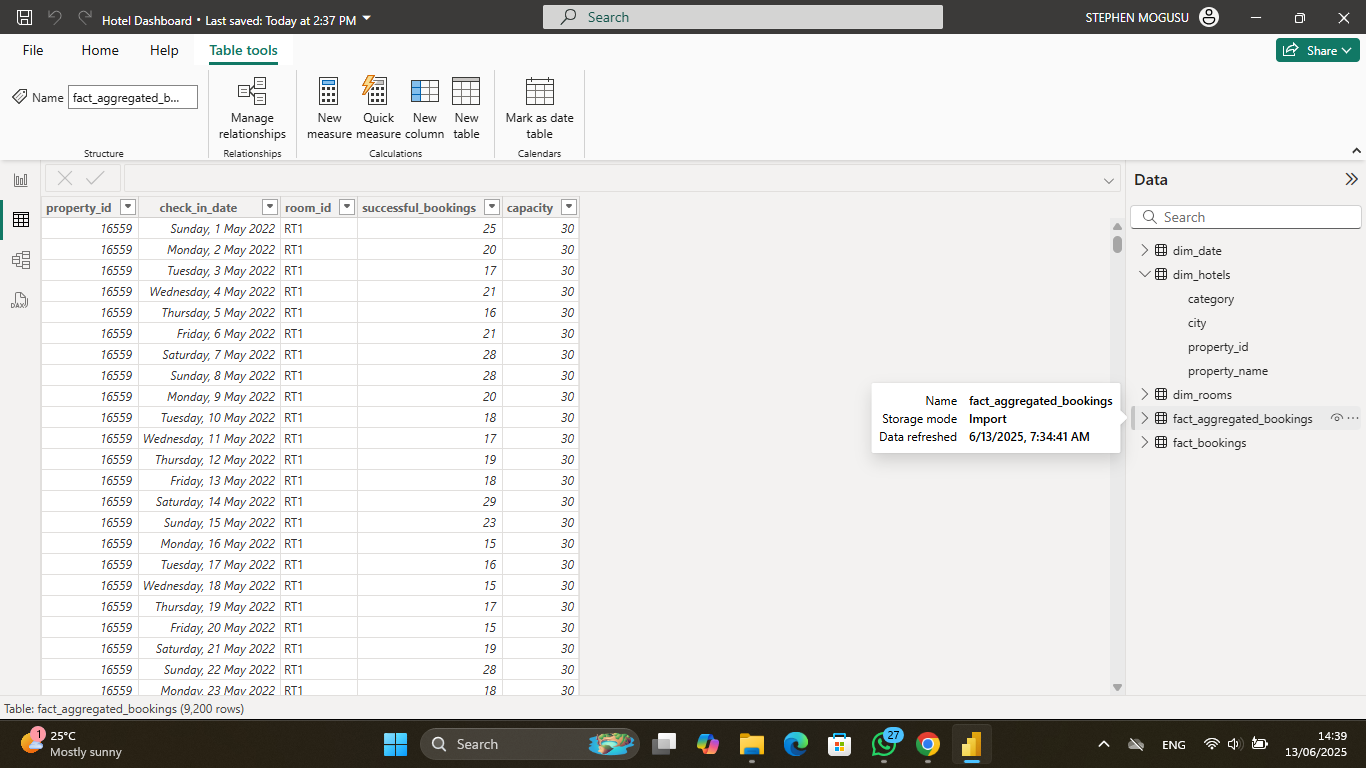 Hotel Dashboard • Last saved: Today at 2:37 PM
Search
STEPHEN MOGUSU
File
Home
Help
Table tools
Share
Name
fact_aggregated_b...
Manage
relationships
New
measure
Quick
measure
New
column
New
table
Mark as date
table
Structure
Relationships
Calculations
Calendars
property_id check_in_date room_id successful_bookings capacity
16559 Sunday, 1 May 2022 RT1 25 30
16559 Monday, 2 May 2022 RT1 20 30
16559 Tuesday, 3 May 2022 RT1 17 30
16559 Wednesday, 4 May 2022 RT1 21 30
16559 Thursday, 5 May 2022 RT1 16 30
16559 Friday, 6 May 2022 RT1 21 30
16559 Saturday, 7 May 2022 RT1 28 30
16559 Sunday, 8 May 2022 RT1 28 30
16559 Monday, 9 May 2022 RT1 20 30
16559 Tuesday, 10 May 2022 RT1 18 30
16559 Wednesday, 11 May 2022 RT1 17 30
16559 Thursday, 12 May 2022 RT1 19 30
16559 Friday, 13 May 2022 RT1 18 30
16559 Saturday, 14 May 2022 RT1 29 30
16559 Sunday, 15 May 2022 RT1 23 30
16559 Monday, 16 May 2022 RT1 15 30
16559 Tuesday, 17 May 2022 RT1 16 30
16559 Wednesday, 18 May 2022 RT1 15 30
16559 Thursday, 19 May 2022 RT1 17 30
16559 Friday, 20 May 2022 RT1 15 30
16559 Saturday, 21 May 2022 RT1 19 30
16559 Sunday, 22 May 2022 RT1 28 30
16559 Monday, 23 May 2022 RT1 18 30
DAX
Name fact_aggregated_bookings
Storage mode Import
Data refreshed 6/13/2025, 7:34:41 AM
Data
Search
dim_date
dim_hotels
category
city
property_id
property_name
dim_rooms
fact_aggregated_bookings
fact_bookings
Table: fact_aggregated_bookings (9,200 rows)
1
25°C
Mostly sunny
Search
27
ENG
14:39
13/06/2025